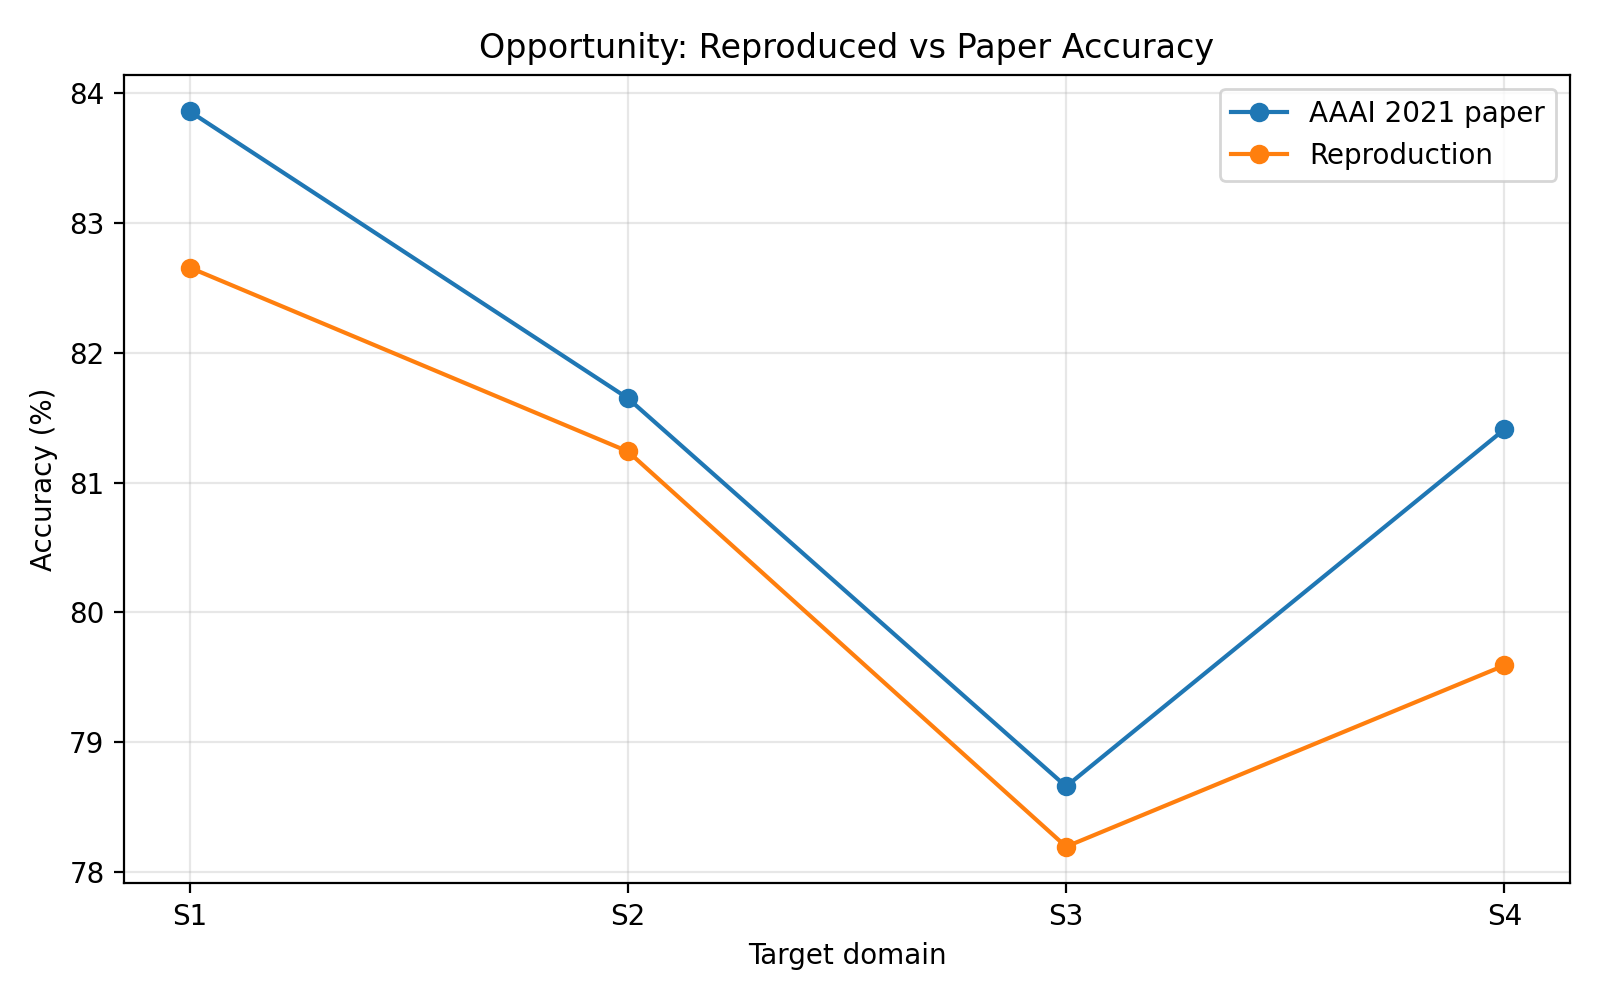 Opportunity: Reproduced vs Paper Accuracy
AAAI 2021 paper
Reproduction
Accuracy (%)
84
83
82
81
80
79
78
S1 S2 S3 S4
Target domain